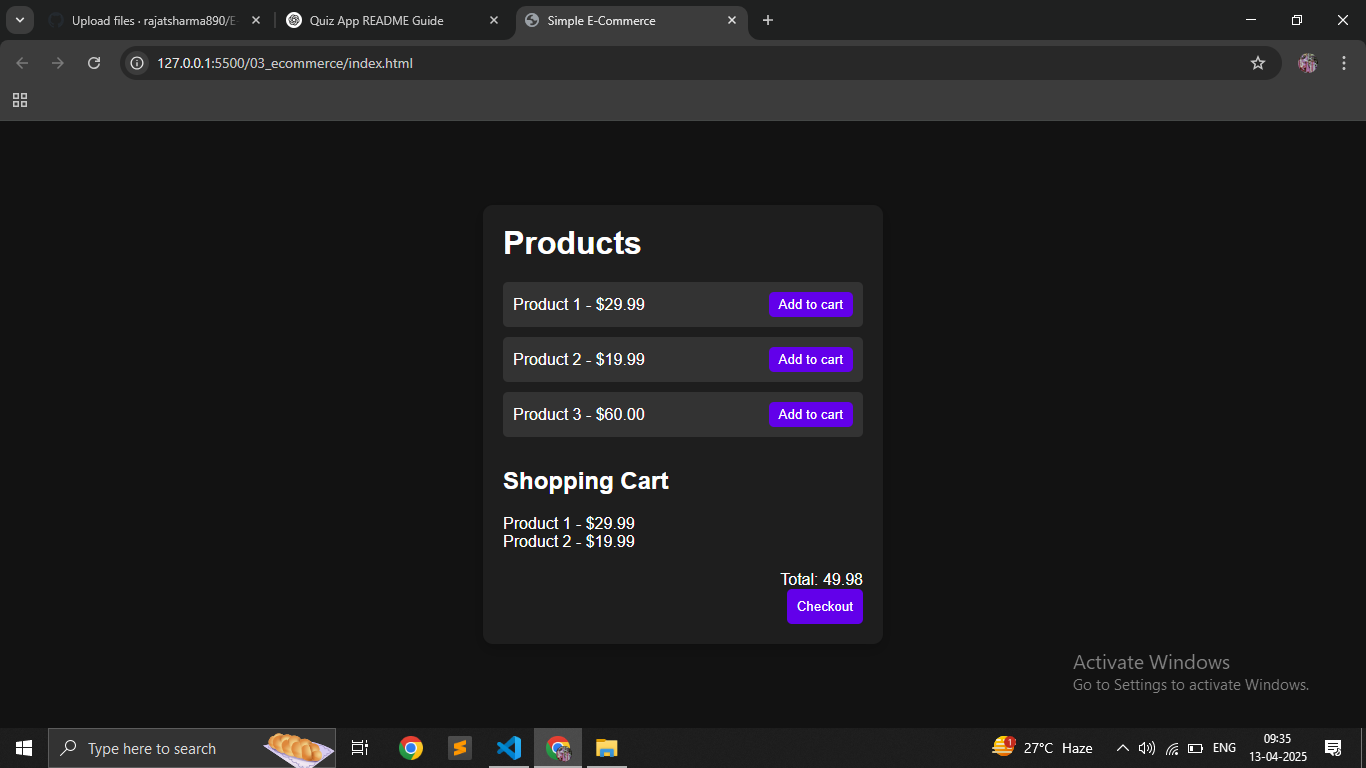 Upload files · rajatsharma890/E
Quiz App README Guide
Simple E-Commerce
127.0.0.1:5500/03_ecommerce/index.html
Products
Product 1 - $29.99
Add to cart
Product 2 - $19.99
Add to cart
Product 3 - $60.00
Add to cart
Shopping Cart
Product 1 - $29.99
Product 2 - $19.99
Total: 49.98
Checkout
Activate Windows
Go to Settings to activate Windows.
Type here to search
1
27°C Haze
ENG
09:35
13-04-2025